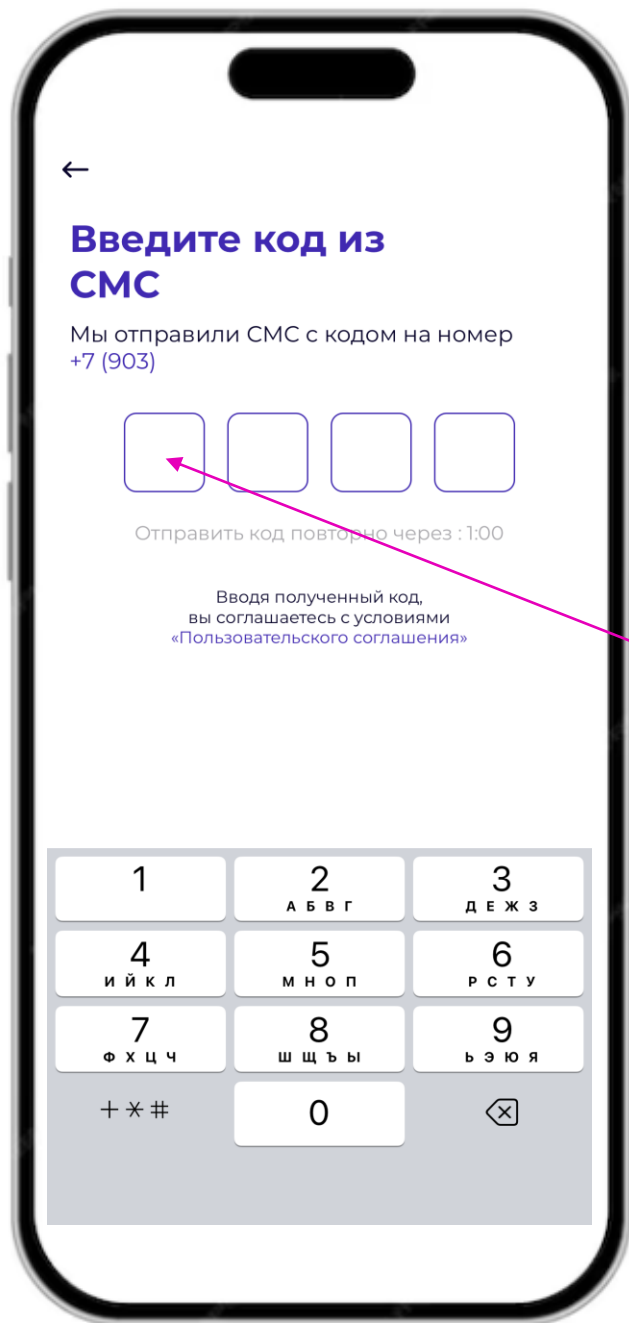 Введите код из
СМС
Мы отправили СМС с кодом на номер
+7 (903)
Отправить код повторно через : 1:00
Вводя полученный код,
вы соглашаетесь с условиями
«Пользовательского соглашения»
1 2 3
А Б В Г Д Е Ж З
4 5 6
И Й К Л М Н О П Р С Т У
7 8 9
Ф Х Ц Ч Ш Щ Ъ Ы Ь Э Ю Я
+ * # 0